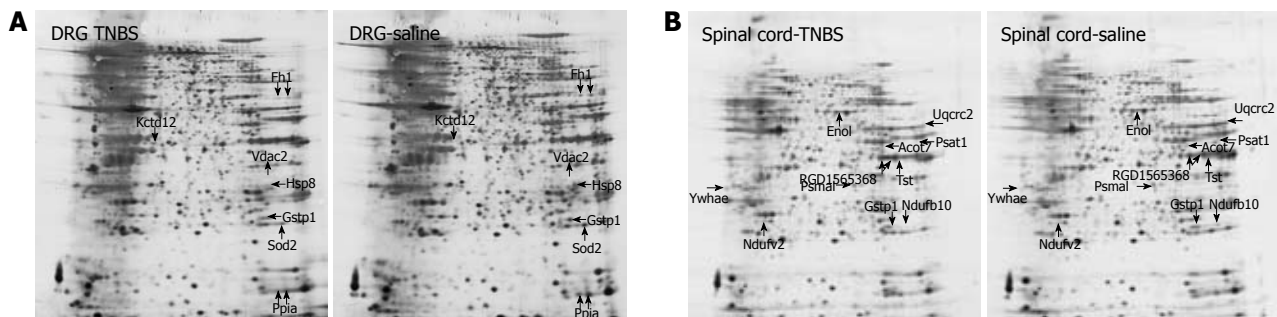 A
DRG TNBS
Fh1
Kctd12
Vdac2
Hsp8
Gstp1
Sod2
Ppia
DRG-saline
Fh1
Kctd12
Vdac2
Hsp8
Gstp1
Sod2
Ppia
B
Spinal cord-TNBS
Uqcrc2
Enol
Psat1
Acot7
RGD1565368
Tst
Psmal
Ywhae
Gstp1 Ndufb10
Ndufv2
Spinal cord-saline
Uqcrc2
Enol
Psat1
Acot7
RGD1565368
Tst
Psmal
Ywhae
Gstp1 Ndufb10
Ndufv2